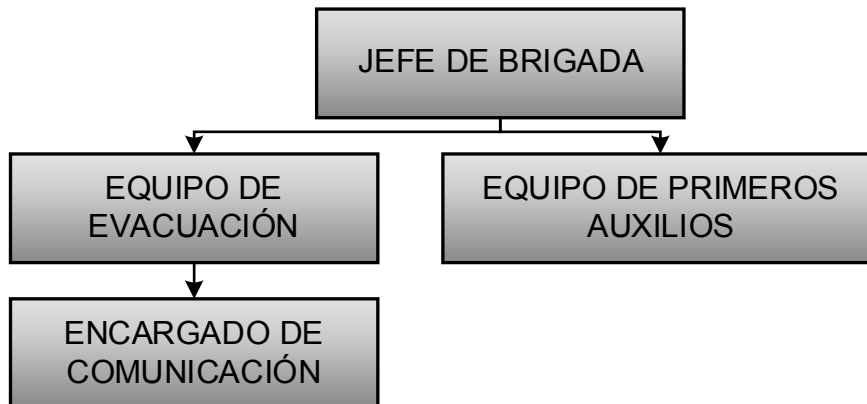 JEFE DE BRIGADA
EQUIPO DE
EVACUACIÓN
EQUIPO DE PRIMEROS
AUXILIOS
ENCARGADO DE
COMUNICACIÓN